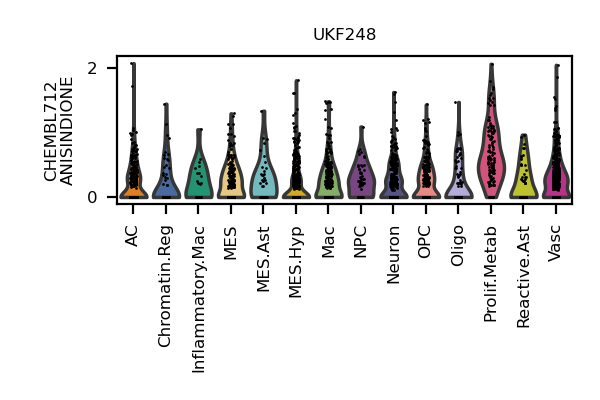 UKF248
CHEMBL712
ANISINDIONE
2
0
AC
Chromatin.Reg
Inflammatory.Mac
MES
MES.Ast
MES.Hyp
Mac
NPC
Neuron
OPC
Oligo
Prolif.Metab
Reactive.Ast
Vasc